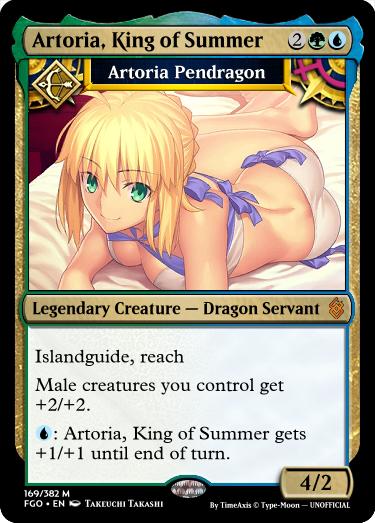 Artoria, King of Summer 2
Artoria Pendragon
Legendary Creature — Dragon Servant
Islandguide, reach
Male creatures you control get
+2/+2.
: Artoria, King of Summer gets
+1/+1 until end of turn.
4/2
169/382 M
FGO • EN TAKEUCHI TAKASHI
By TimeAxis © Type-Moon — UNOFFICIAL